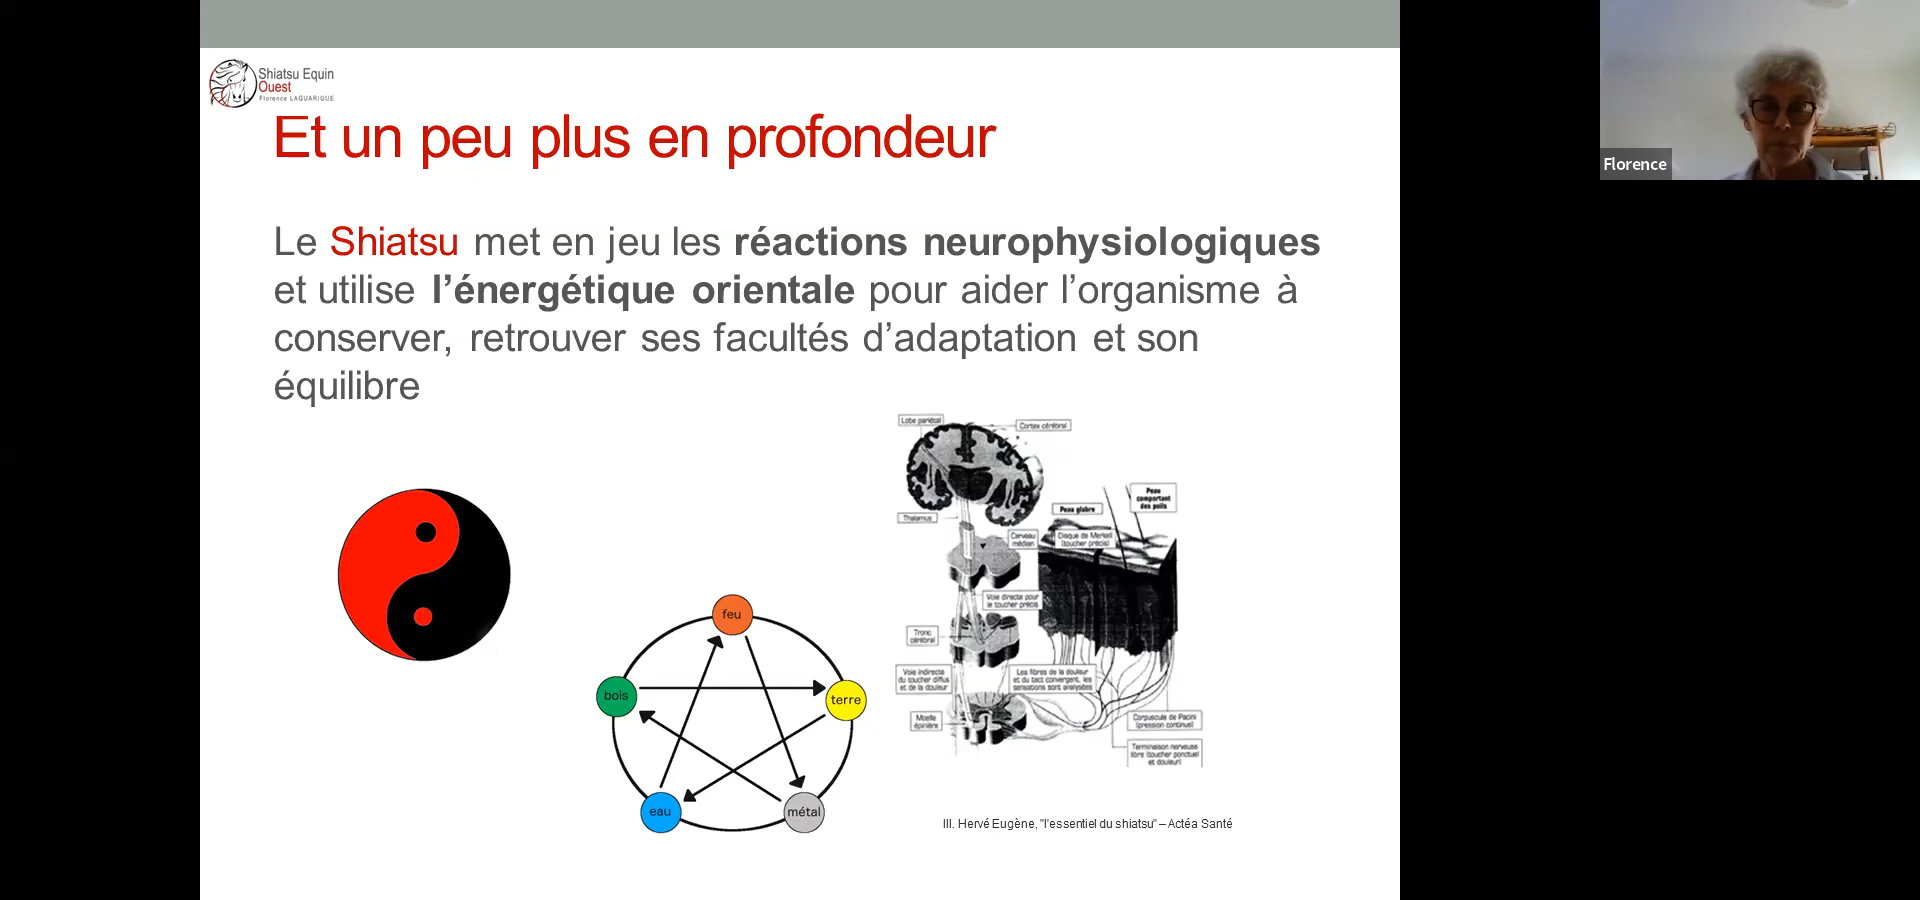 Shiatsu Equin
Ouest
Florence LAGUARIGUE
Et un peu plus en profondeur
Florence
Le Shiatsu met en jeu les réactions neurophysiologiques
et utilise l’énergétique orientale pour aider l’organisme à
conserver, retrouver ses facultés d’adaptation et son
équilibre
Lobe pariétal
Cortex cérébral
Peau
comportant
des poils
Peau glabre
Thalamus
Cerveau
médian
Disque de Merkel
(toucher précis)
Voie directe pour
le toucher précis
Tronc
cérébral
Voie indirecte
du toucher diffus
et de la douleur
Les fibres de la douleur
et du tact convergent, les
sensations sont analysées
Moelle
épinière
Corpuscule de Pacini
(pression continue)
Terminaison nerveuse
libre (toucher ponctuel
et douleur)
feu
bois
terre
eau
métal
III. Hervé Eugène, "l'essentiel du shiatsu" – Actéa Santé